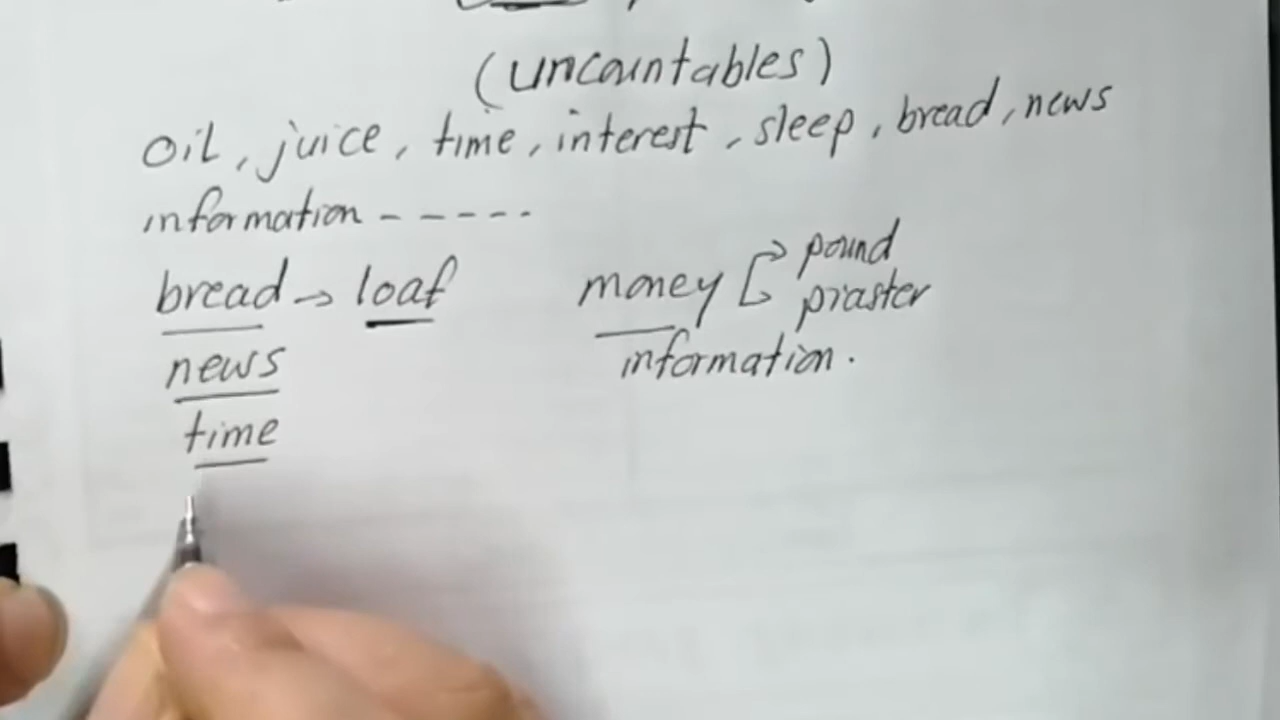 (uncountables)
oil, juice, time, interest, sleep, bread, news
information ------
bread → loaf
news
time
money → pound
piaster
information.